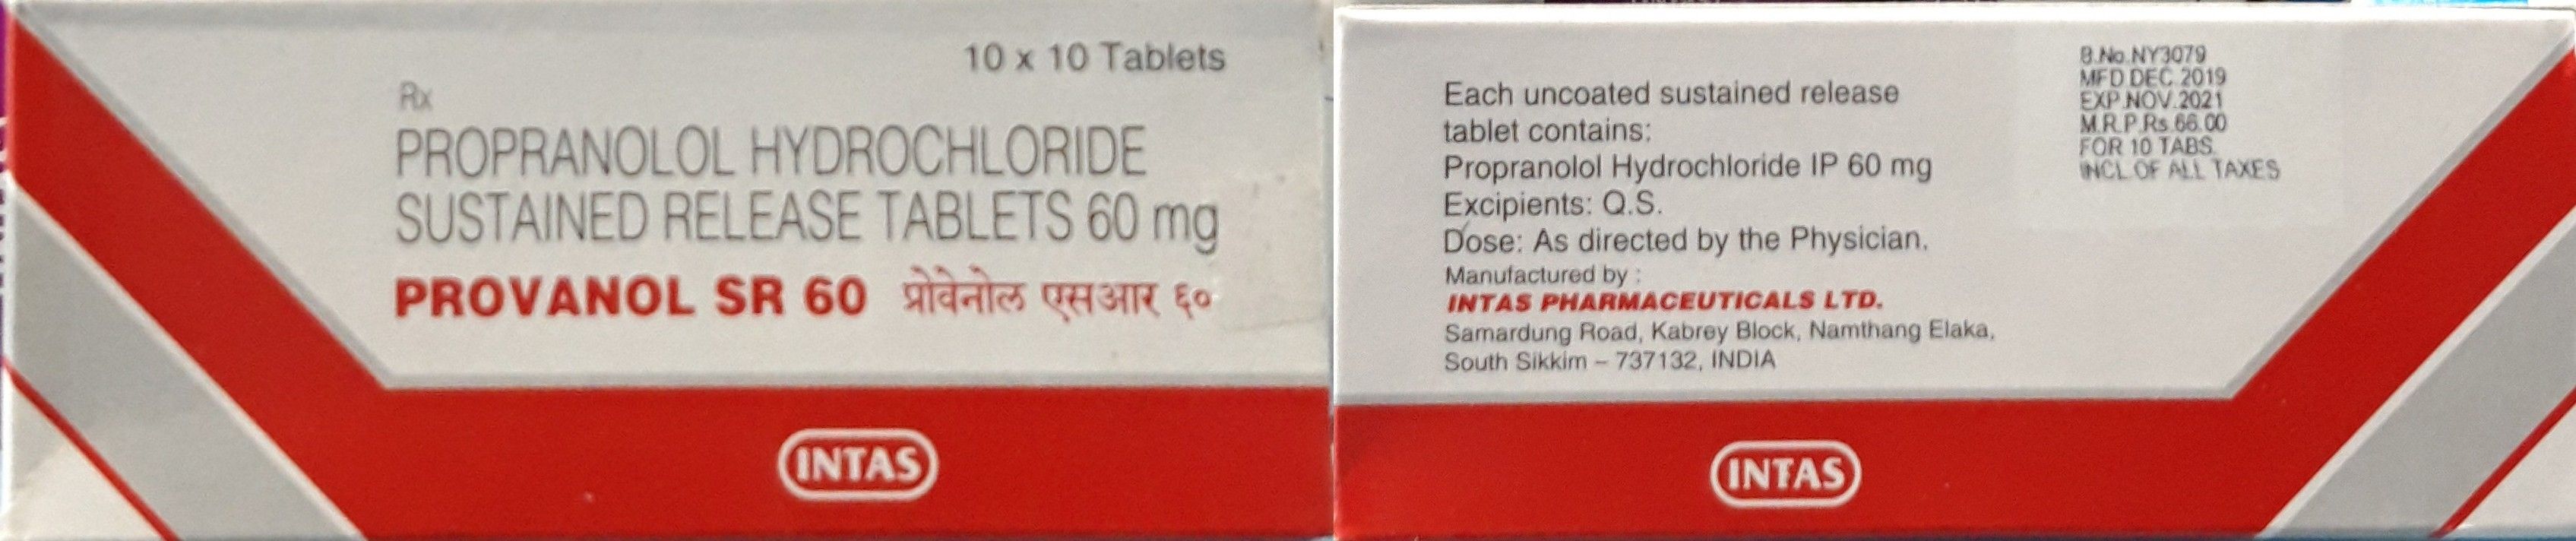 10 x 10 Tablets
Rx
PROPRANOLOL HYDROCHLORIDE
SUSTAINED RELEASE TABLETS 60 mg
PROVANOL SR 60 प्रोवेनोल एसआर ६०
INTAS
Each uncoated sustained release
tablet contains:
Propranolol Hydrochloride IP 60 mg
Excipients: Q.S.
Dose: As directed by the Physician.
Manufactured by :
INTAS PHARMACEUTICALS LTD.
Samardung Road, Kabrey Block, Namthang Elaka,
South Sikkim – 737132, INDIA
B.No.NY3079
MFD DEC.2019
EXP.NOV.2021
M.R.P.Rs.66.00
FOR 10 TABS.
INCL.OF ALL TAXES
INTAS